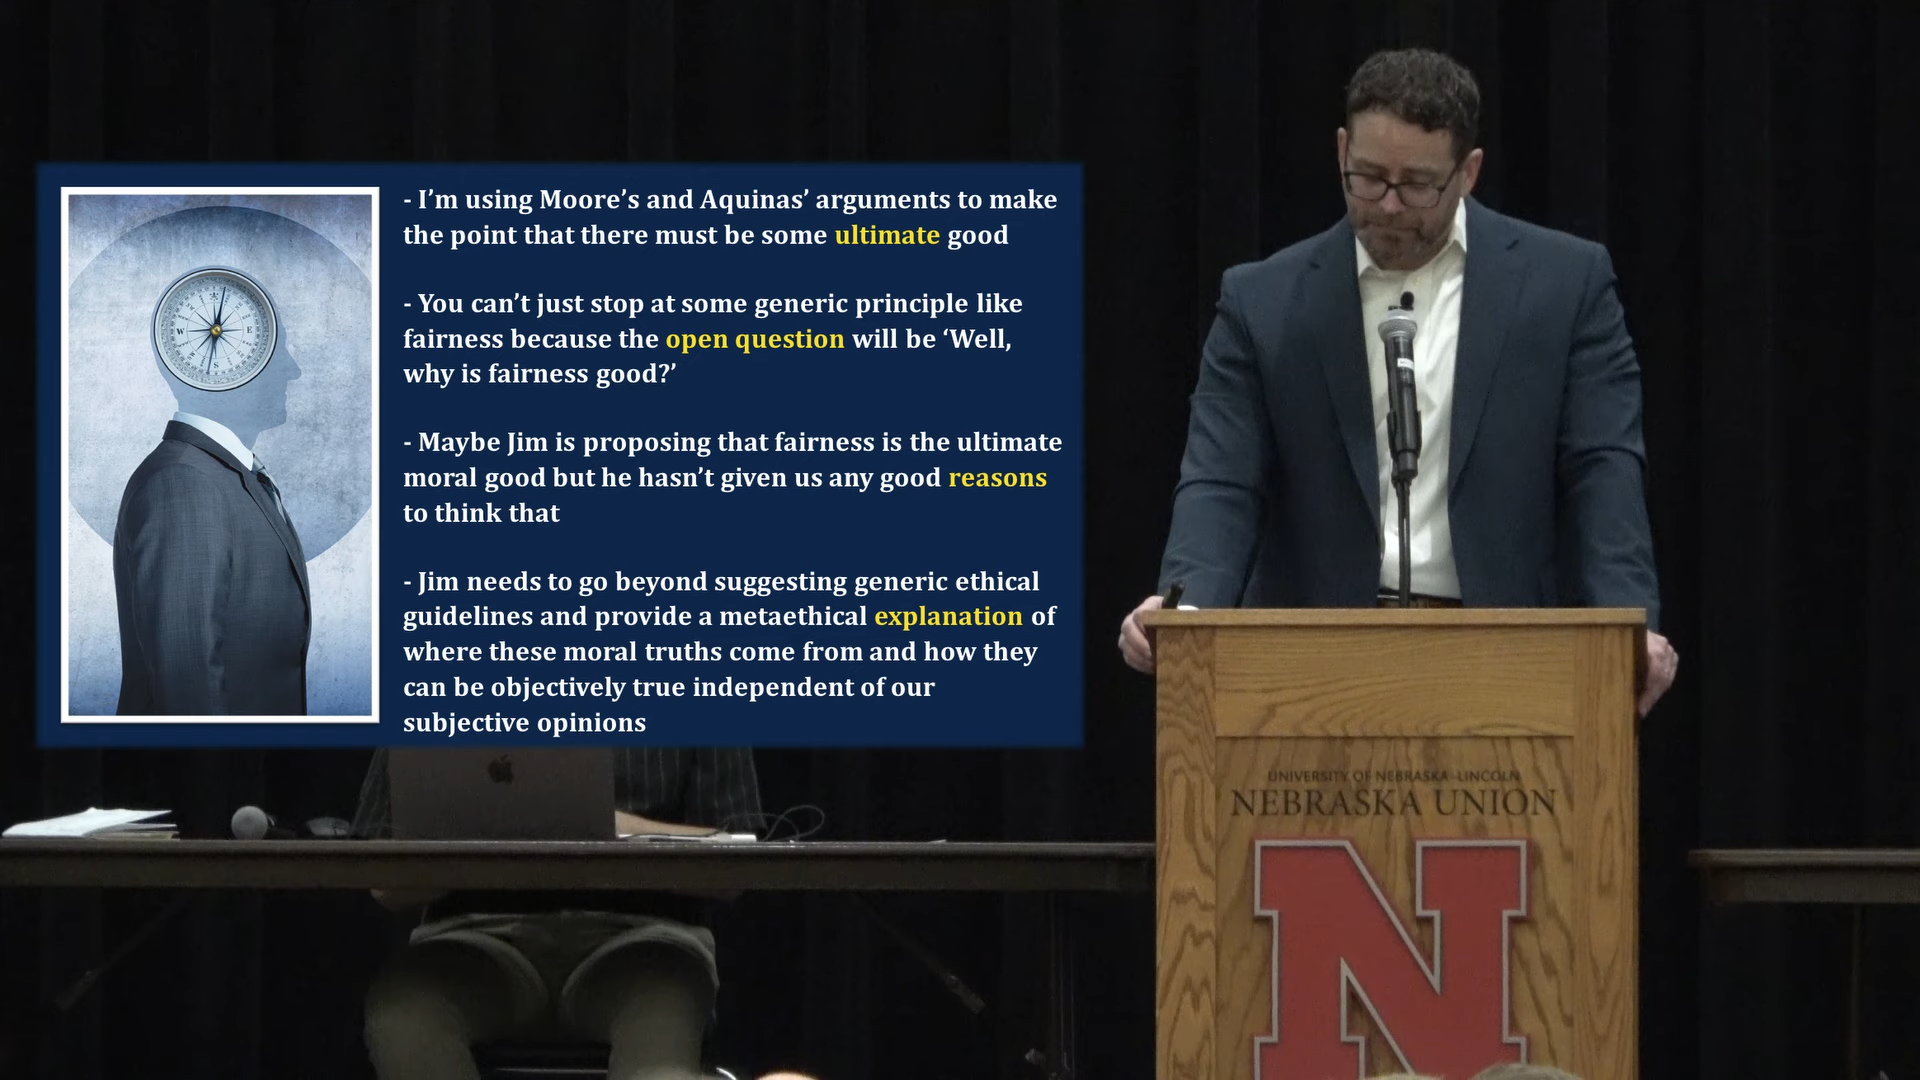 - I’m using Moore’s and Aquinas’ arguments to make
the point that there must be some ultimate good
- You can’t just stop at some generic principle like
fairness because the open question will be ‘Well,
why is fairness good?’
- Maybe Jim is proposing that fairness is the ultimate
moral good but he hasn’t given us any good reasons
to think that
- Jim needs to go beyond suggesting generic ethical
guidelines and provide a metaethical explanation of
where these moral truths come from and how they
can be objectively true independent of our
subjective opinions
W
E
S
UNIVERSITY OF NEBRASKA–LINCOLN
NEBRASKA UNION
N